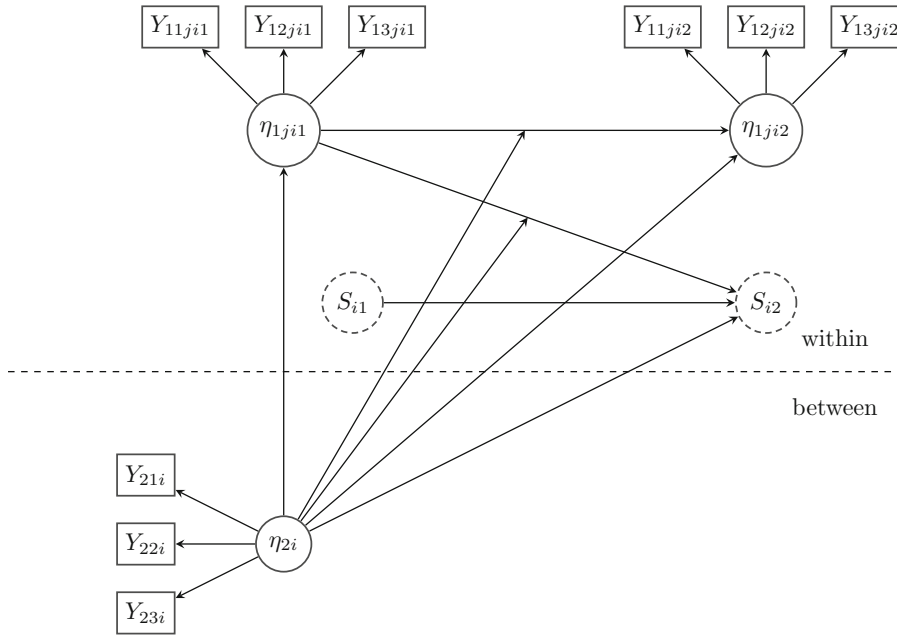 Y₁₁ⱼᵢ₁ Y₁₂ⱼᵢ₁ Y₁₃ⱼᵢ₁ Y₁₁ⱼᵢ₂ Y₁₂ⱼᵢ₂ Y₁₃ⱼᵢ₂
η₁ⱼᵢ₁ η₁ⱼᵢ₂
Sᵢ₁ Sᵢ₂
within
between
Y₂₁ᵢ
Y₂₂ᵢ η₂ᵢ
Y₂₃ᵢ